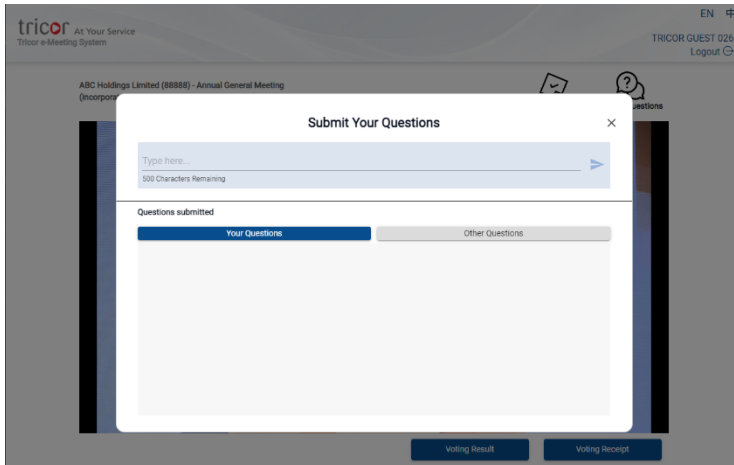 EN 中
tricor At Your Service
Tricor e-Meeting System
TRICOR GUEST 026
Logout
ABC Holdings Limited (88888) - Annual General Meeting
(incorpora
uestions
Submit Your Questions
Type here...
500 Characters Remaining
Questions submitted
Your Questions
Other Questions
Voting Result
Voting Receipt